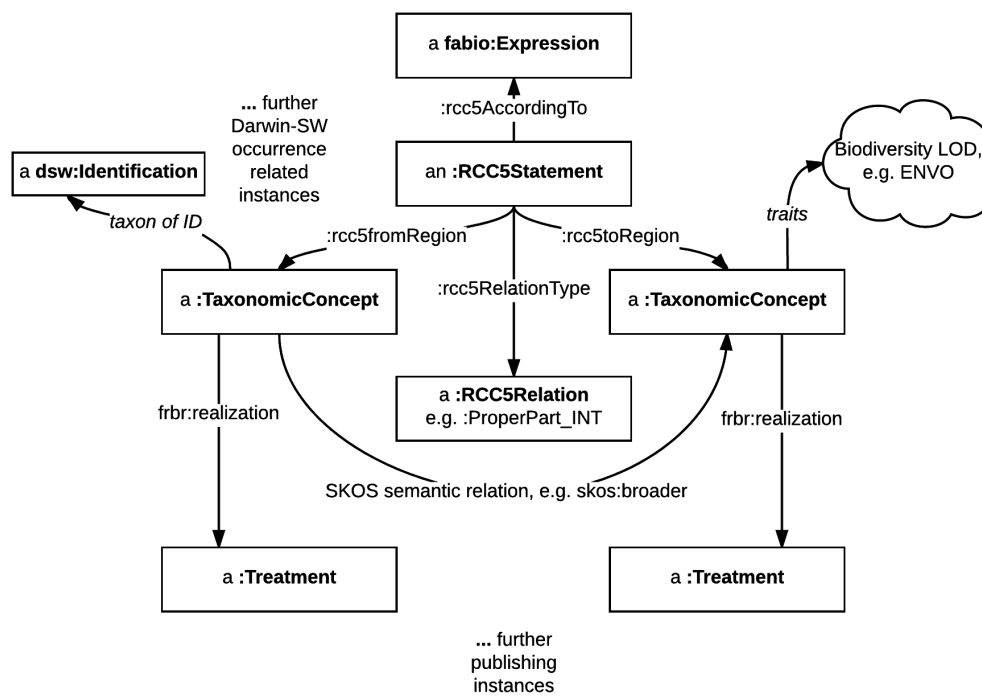 a fabio:Expression
:rcc5AccordingTo
... further
Darwin-SW
occurrence
related
instances
a dsw:Identification
an :RCC5Statement
Biodiversity LOD,
e.g. ENVO
taxon of ID
traits
:rcc5fromRegion
:rcc5toRegion
a :TaxonomicConcept
:rcc5RelationType
a :TaxonomicConcept
a :RCC5Relation
e.g. :ProperPart_INT
frbr:realization
frbr:realization
SKOS semantic relation, e.g. skos:broader
a :Treatment
a :Treatment
... further
publishing
instances